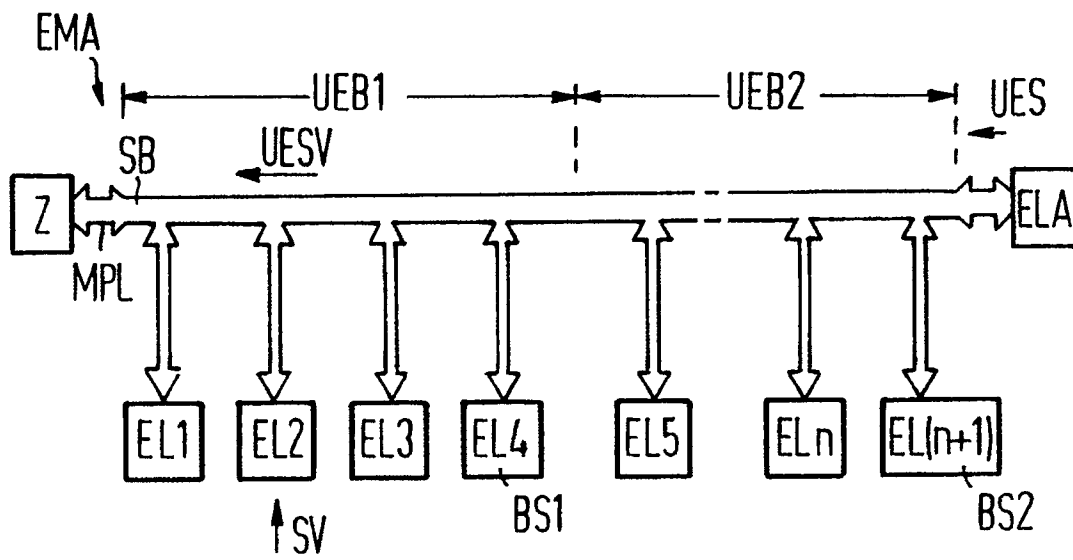 EMA
UEB1 UEB2 UES
SB UESV
Z ELA
MPL
EL1 EL2 EL3 EL4 EL5 ELn EL(n+1)
BS1 BS2
SV